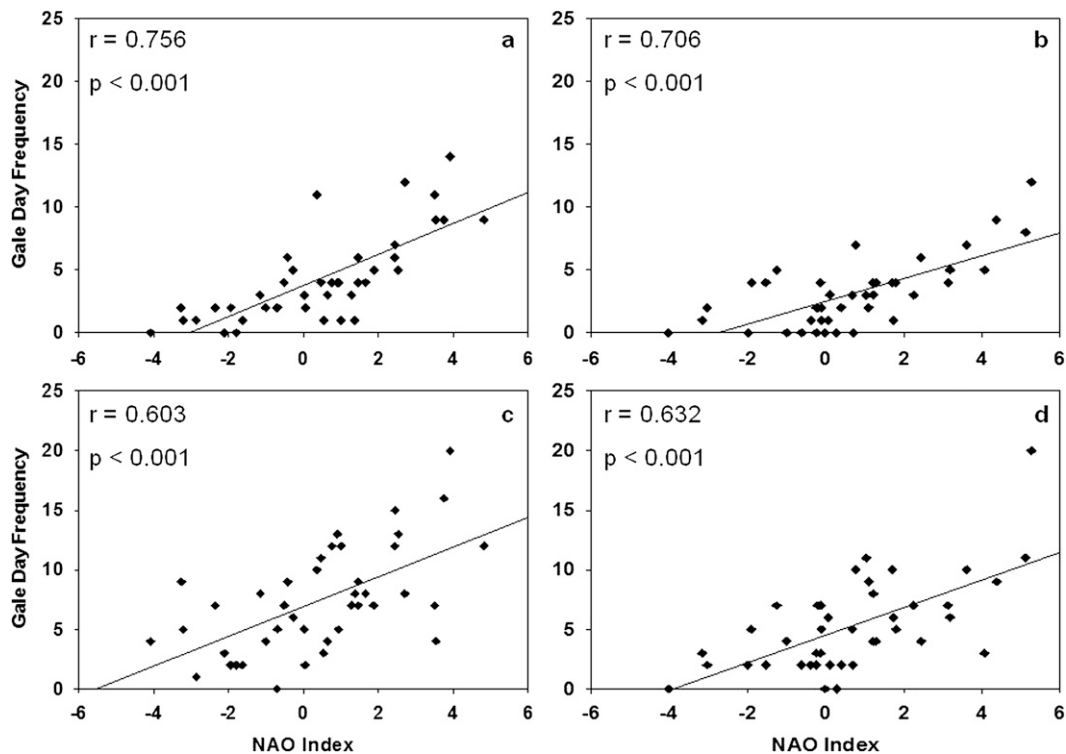 25
20
15
10
5
0
Gale Day Frequency
r = 0.756
p < 0.001
a
-6 -4 -2 0 2 4 6
25
20
15
10
5
0
r = 0.706
p < 0.001
b
-6 -4 -2 0 2 4 6
25
20
15
10
5
0
Gale Day Frequency
r = 0.603
p < 0.001
c
-6 -4 -2 0 2 4 6
NAO Index
25
20
15
10
5
0
r = 0.632
p < 0.001
d
-6 -4 -2 0 2 4 6
NAO Index